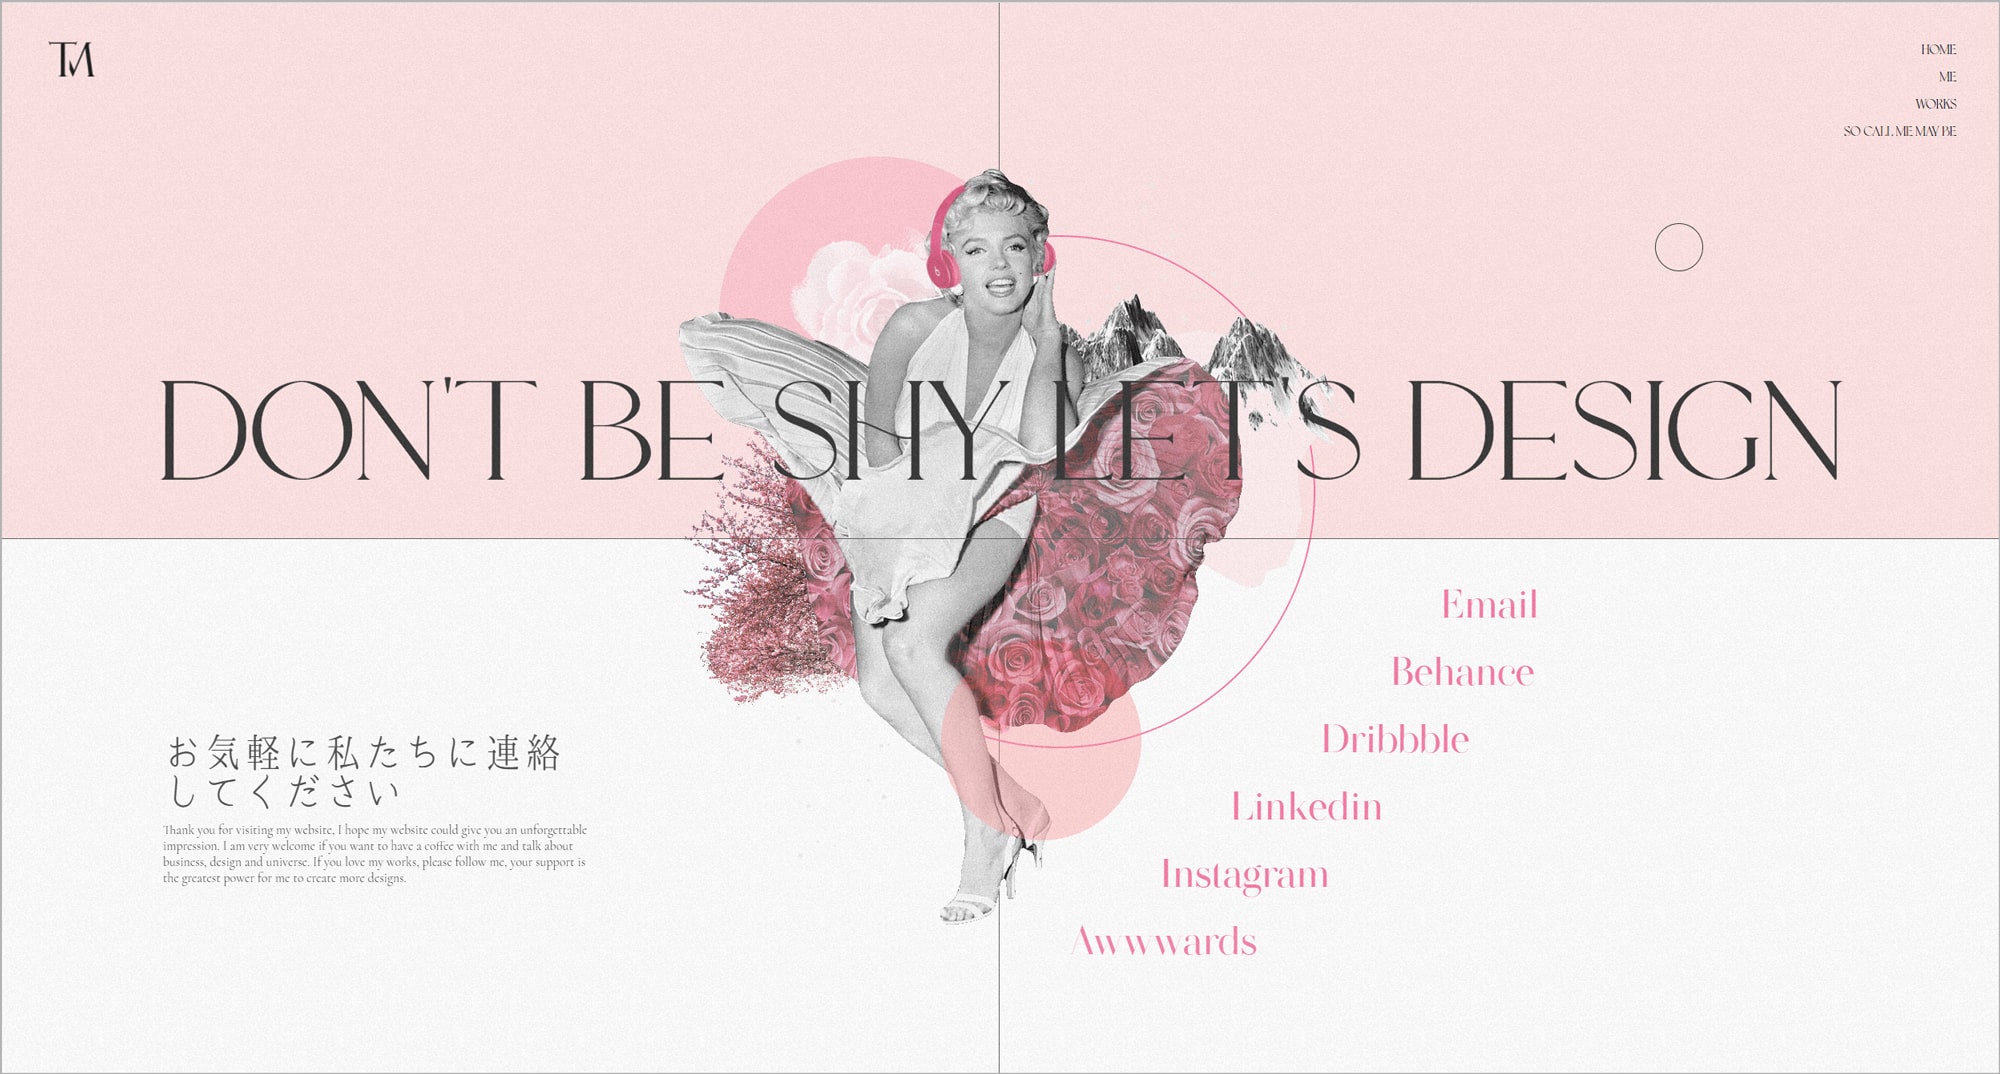 TM
HOME
ME
WORKS
SO CALL ME MAY BE
DON'T BE SHY LET'S DESIGN
Email
Behance
Dribbble
Linkedin
Instagram
Awwwards
お気軽に私たちに連絡
してください
Thank you for visiting my website, I hope my website could give you an unforgettable
impression. I am very welcome if you want to have a coffee with me and talk about
business, design and universe. If you love my works, please follow me, your support is
the greatest power for me to create more designs.
b